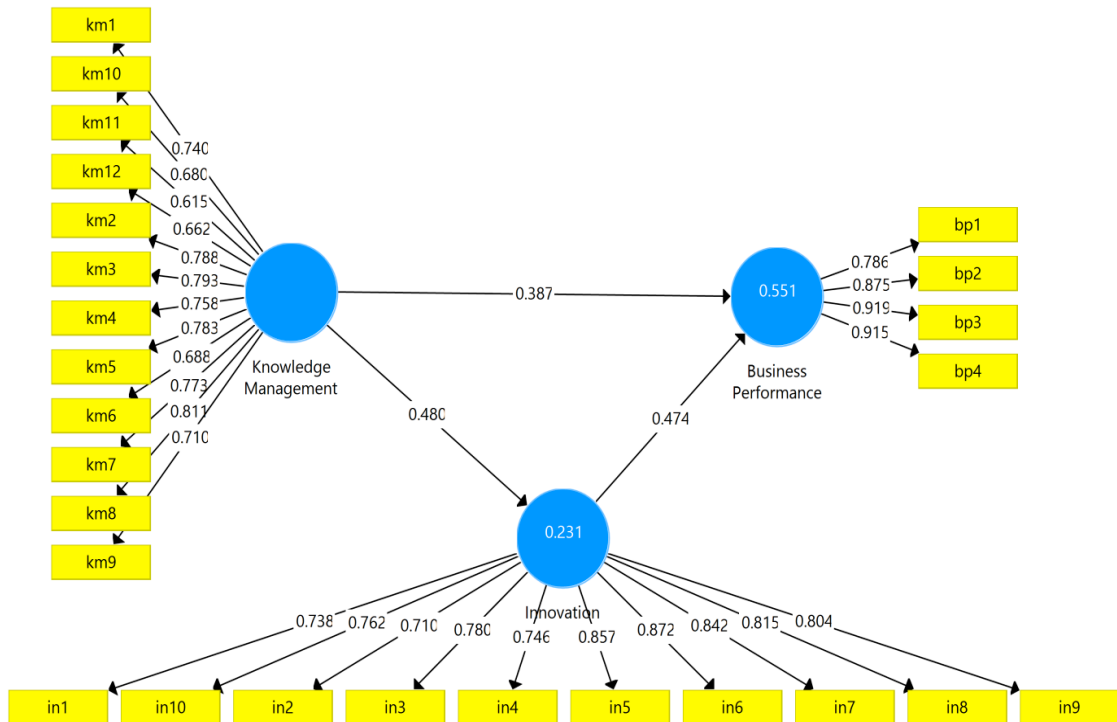 km1
km10
km11
km12
km2
km3
km4
km5
km6
km7
km8
km9
0.740
0.680
0.615
0.662
0.788
0.793
0.758
0.783
0.688
0.773
0.811
0.710
Knowledge
Management
0.387
0.480
0.474
0.551
Business
Performance
0.786
0.875
0.919
0.915
bp1
bp2
bp3
bp4
0.231
Innovation
0.738
0.762
0.710
0.780
0.746
0.857
0.872
0.842
0.815
0.804
in1
in10
in2
in3
in4
in5
in6
in7
in8
in9